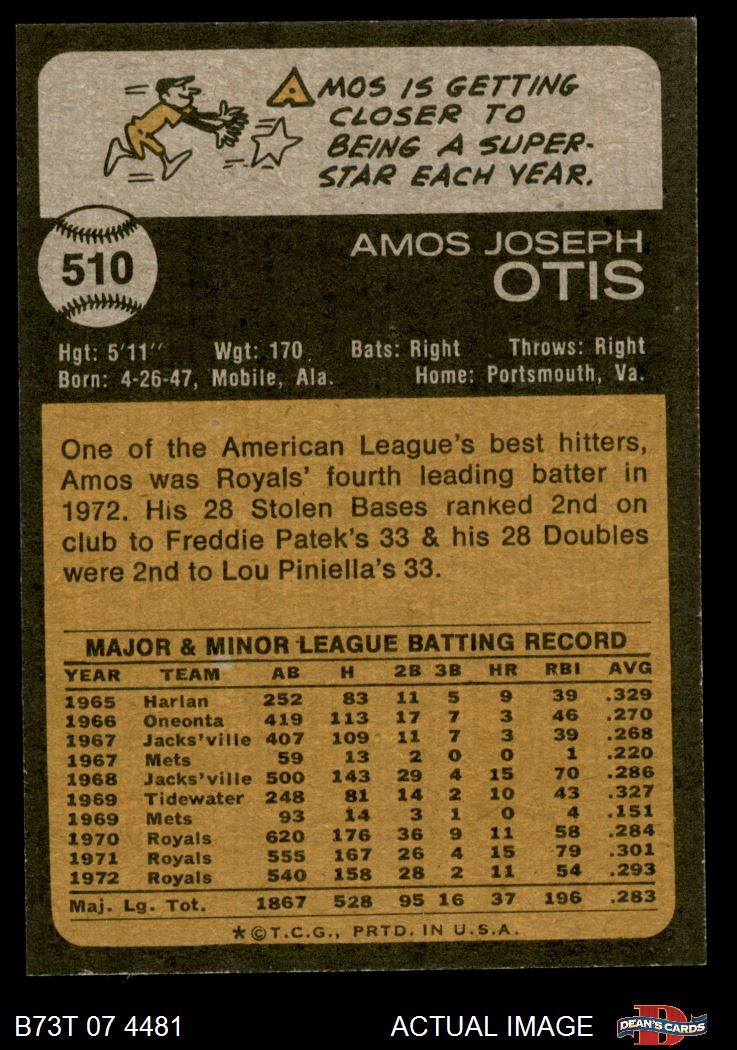 AMOS IS GETTING
CLOSER TO
BEING A SUPER-
STAR EACH YEAR.
510
AMOS JOSEPH
OTIS
Hgt: 5'11" Wgt: 170 Bats: Right Throws: Right
Born: 4-26-47, Mobile, Ala. Home: Portsmouth, Va.
One of the American League's best hitters,
Amos was Royals' fourth leading batter in
1972. His 28 Stolen Bases ranked 2nd on
club to Freddie Patek's 33 & his 28 Doubles
were 2nd to Lou Piniella's 33.
MAJOR & MINOR LEAGUE BATTING RECORD
YEAR TEAM AB H 2B 3B HR RBI AVG
1965 Harlan 252 83 11 5 9 39 .329
1966 Oneonta 419 113 17 7 3 46 .270
1967 Jacks'ville 407 109 11 7 3 39 .268
1967 Mets 59 13 2 0 0 1 .220
1968 Jacks'ville 500 143 29 4 15 70 .286
1969 Tidewater 248 81 14 2 10 43 .327
1969 Mets 93 14 3 1 0 4 .151
1970 Royals 620 176 36 9 11 58 .284
1971 Royals 555 167 26 4 15 79 .301
1972 Royals 540 158 28 2 11 54 .293
Maj. Lg. Tot. 1867 528 95 16 37 196 .283
*©T.C.G., PRTD. IN U.S.A.
B73T 07 4481 ACTUAL IMAGE D DEAN'S CARDS